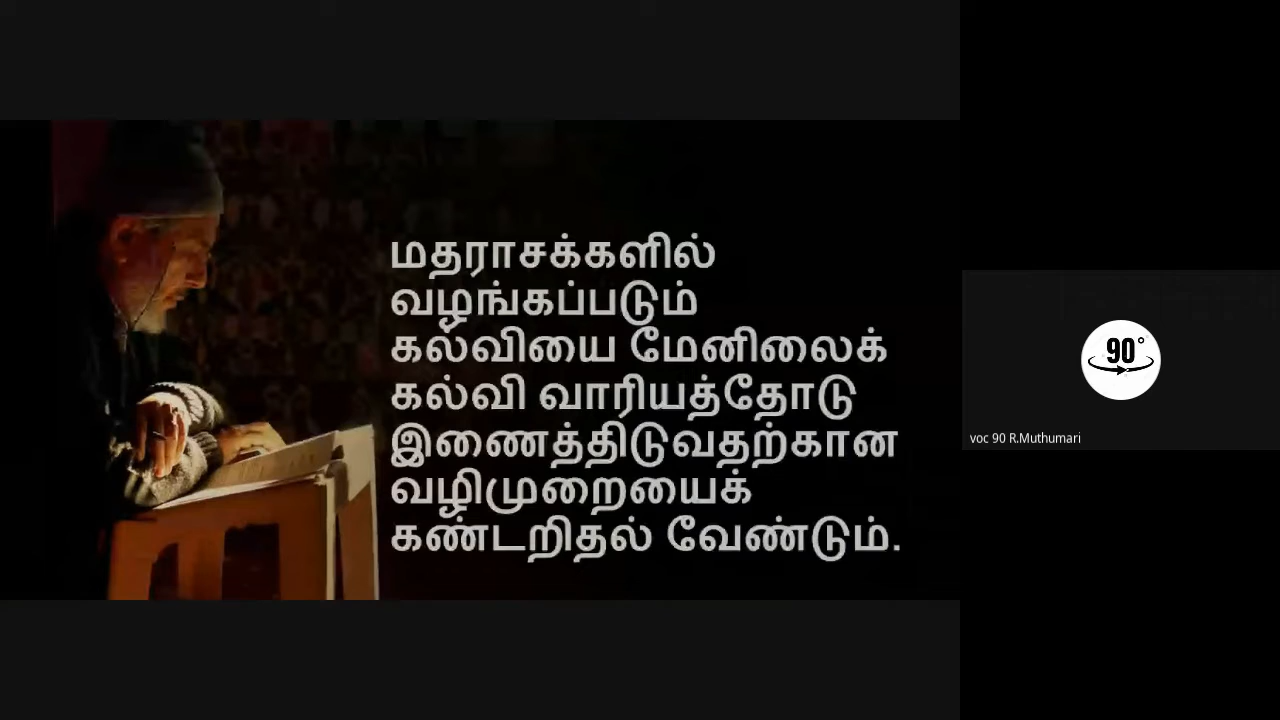 மதராசக்களில்
வழங்கப்படும்
கல்வியை மேனிலைக்
கல்வி வாரியத்தோடு
இணைத்திடுவதற்கான
வழிமுறையைக்
கண்டறிதல் வேண்டும்.
90°
voc 90 R.Muthumari